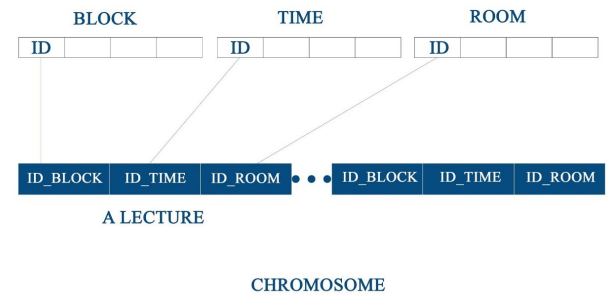 BLOCK TIME ROOM
ID ID ID
ID_BLOCK ID_TIME ID_ROOM ID_BLOCK ID_TIME ID_ROOM
A LECTURE
CHROMOSOME